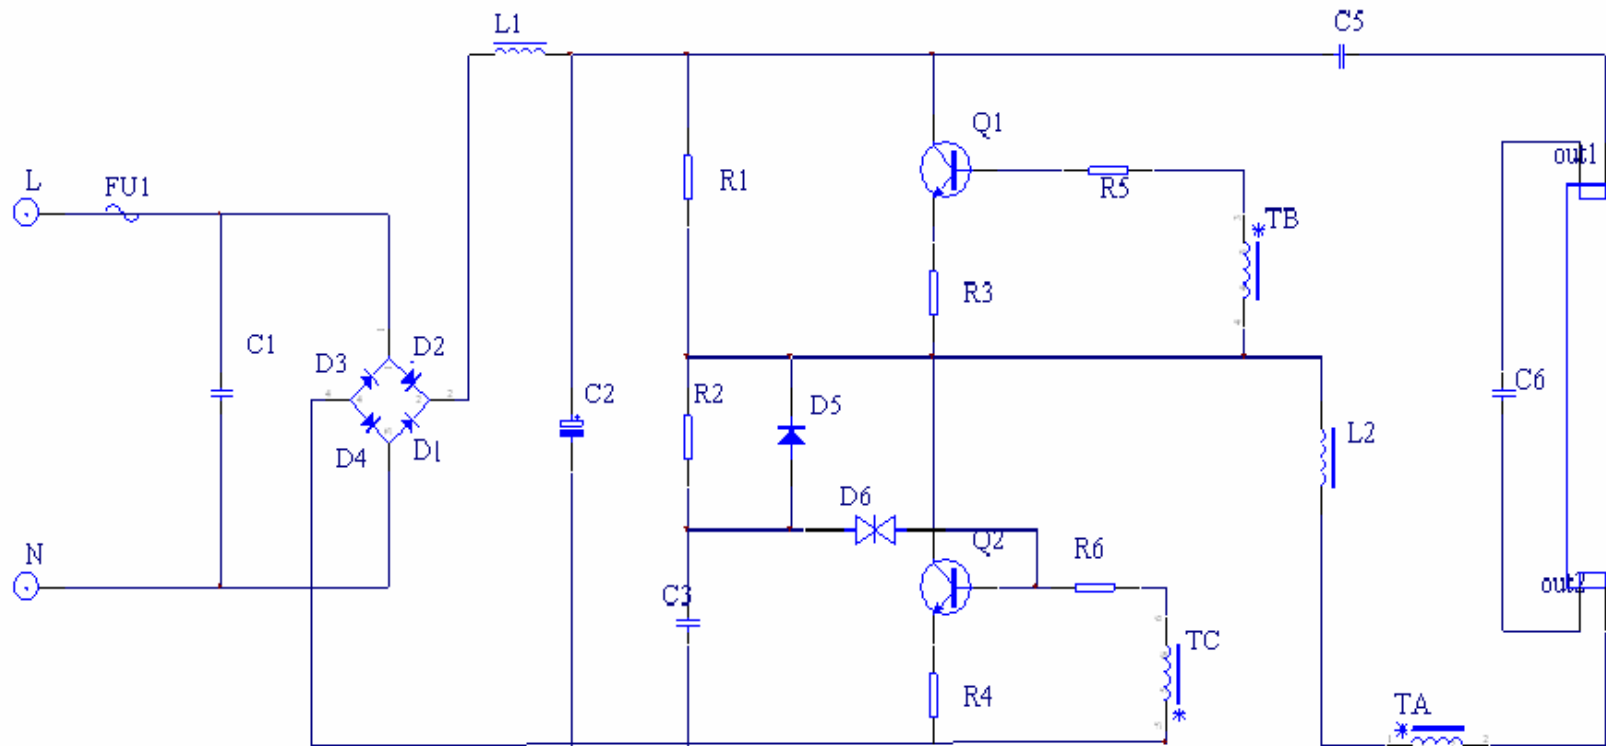 L1
C5
Q1
L
FU1
R1
R5
out1
TB
R3
C1
D3
D2
C2
R2
D5
C6
L2
D4
D1
D6
N
Q2
R6
out2
C3
TC
R4
TA